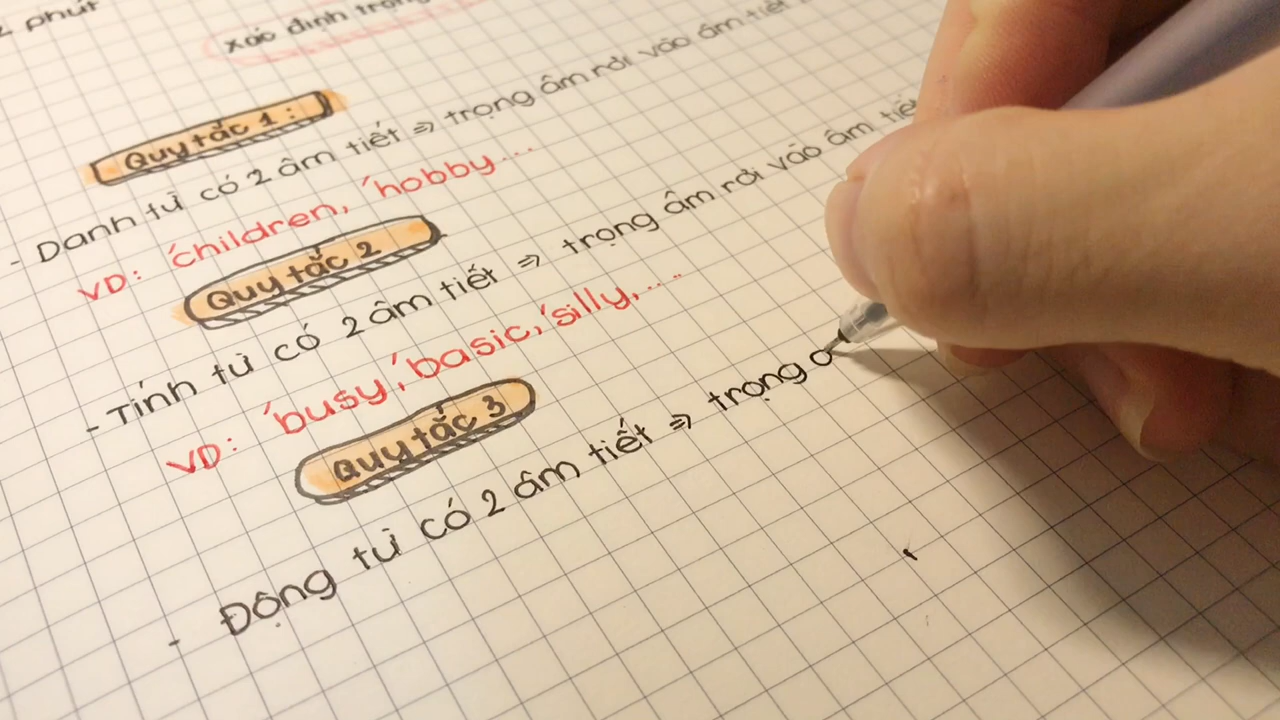 2 phút
Xác định trọng
Quy tắc 1:
- Danh từ có 2 âm tiết => trọng âm rơi vào âm tiết
VD: 'children, 'hobby...
Quy tắc 2
- Tính từ có 2 âm tiết => trọng âm rơi vào âm tiết
VD: 'busy, 'basic, 'silly,...
Quy tắc 3
- Động từ có 2 âm tiết => trọng